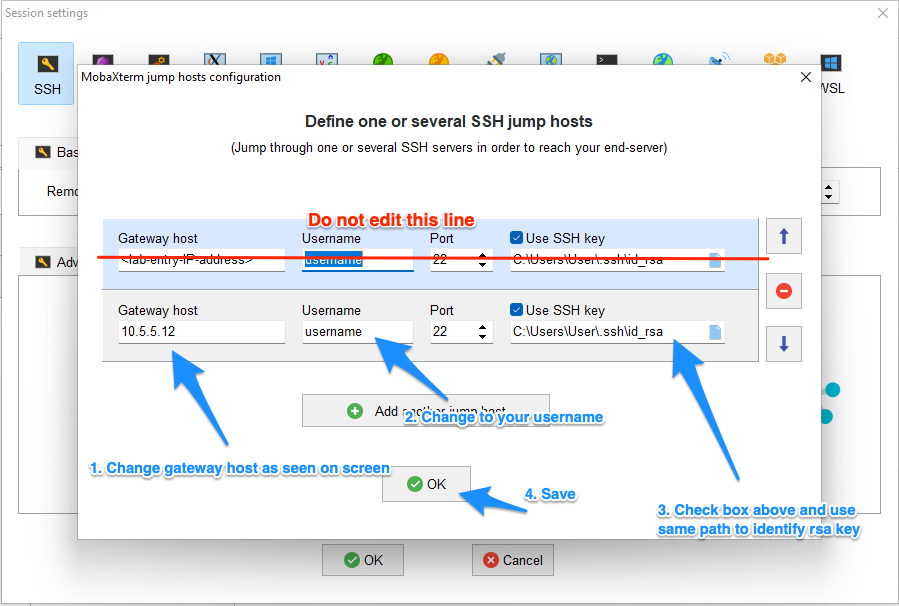 Session settings
SSH
WSL
MobaXterm jump hosts configuration
Define one or several SSH jump hosts
(Jump through one or several SSH servers in order to reach your end-server)
Bas
Remo
Do not edit this line
Gateway host Username Port Use SSH key
<lab-entry-IP-address> username 22 C:\Users\User\.ssh\id_rsa
Adv
Gateway host Username Port Use SSH key
10.5.5.12 username 22 C:\Users\User\.ssh\id_rsa
Add another jump host
2. Change to your username
1. Change gateway host as seen on screen
OK
4. Save
3. Check box above and use
same path to identify rsa key
OK Cancel